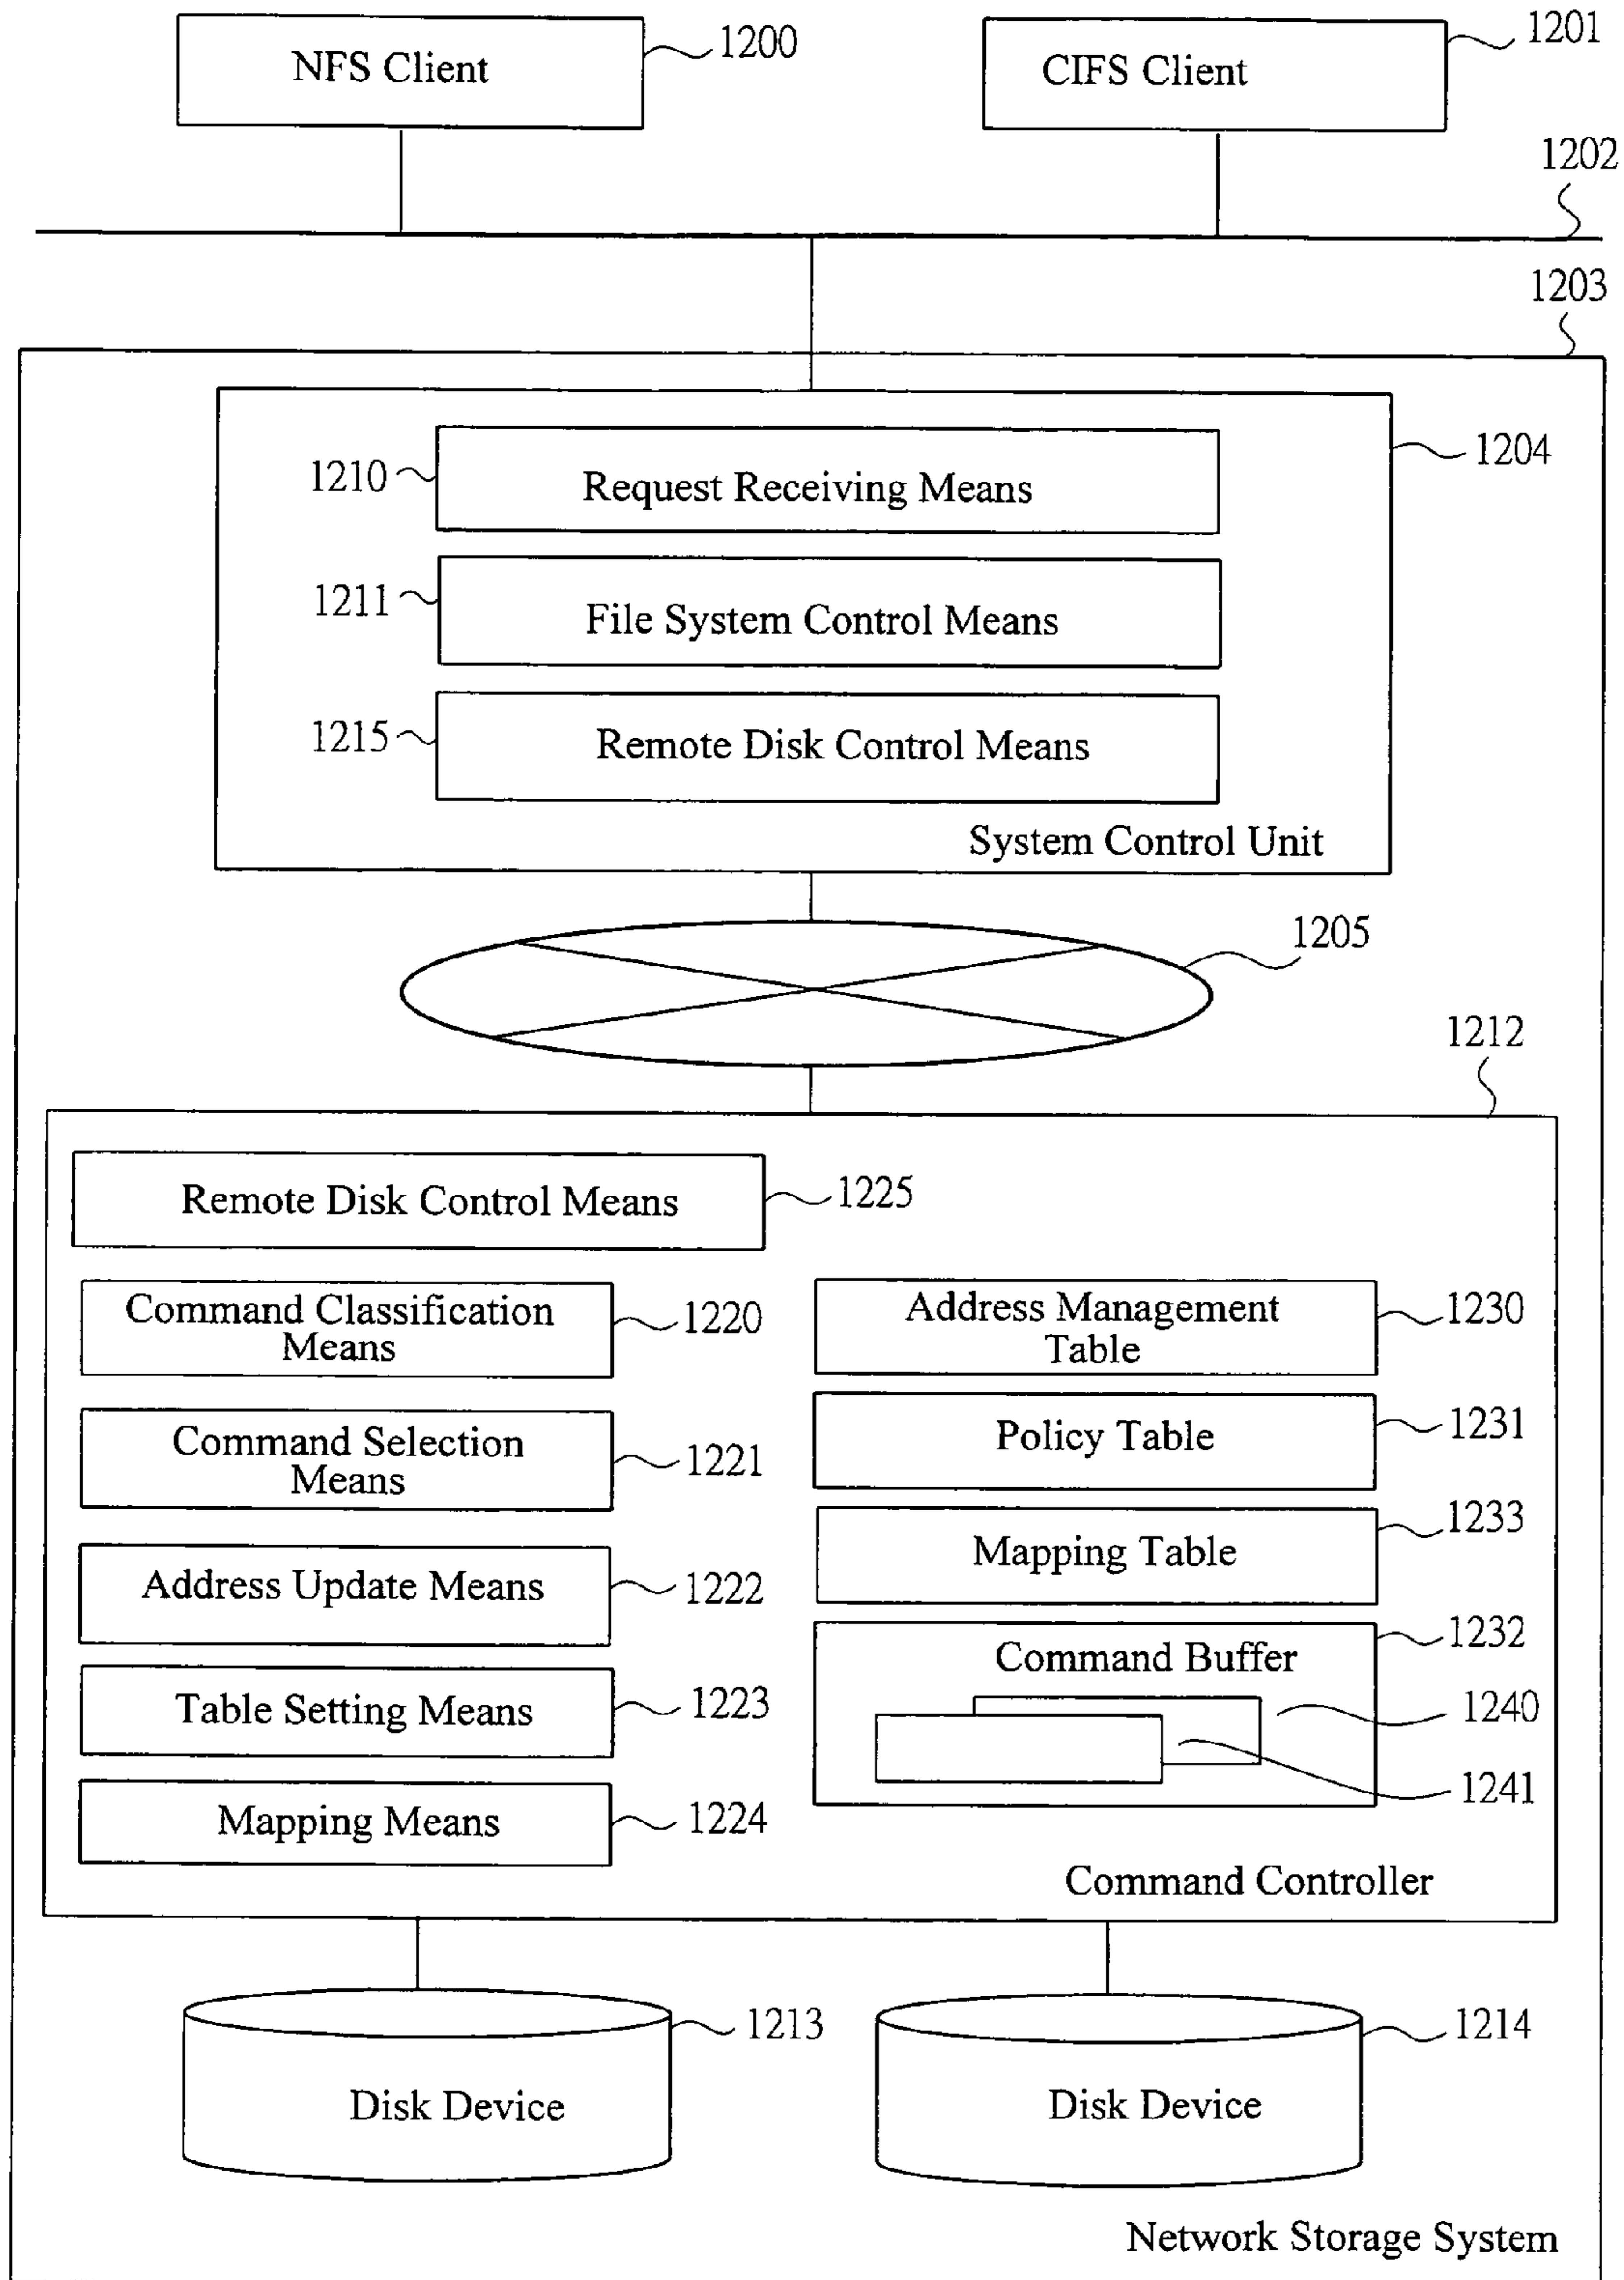 NFS Client
1200
CIFS Client
1201
1202
1203
1204
1210
Request Receiving Means
1211
File System Control Means
1215
Remote Disk Control Means
System Control Unit
1205
1212
Remote Disk Control Means
1225
Command Classification
Means
1220
Address Management
Table
1230
Command Selection
Means
1221
Policy Table
1231
Mapping Table
1233
Address Update Means
1222
Command Buffer
1232
Table Setting Means
1223
1240
1241
Mapping Means
1224
Command Controller
Disk Device
1213
Disk Device
1214
Network Storage System